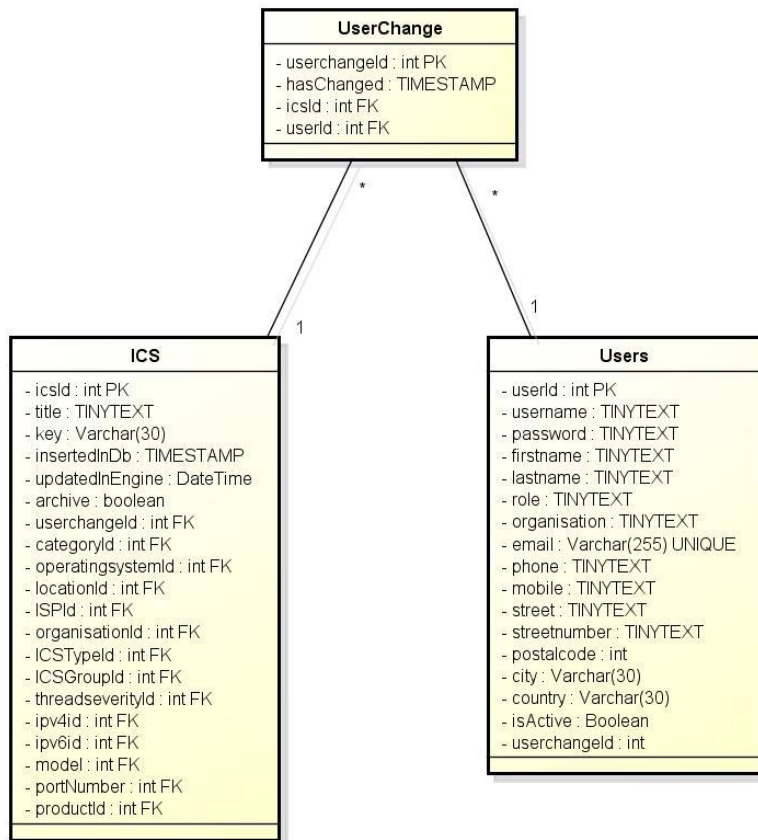 UserChange
- userchangeId : int PK
- hasChanged : TIMESTAMP
- icsId : int FK
- userId : int FK
*
*
1
1
ICS
- icsId : int PK
- title : TINYTEXT
- key : Varchar(30)
- insertedInDb : TIMESTAMP
- updatedInEngine : DateTime
- archive : boolean
- userchangeId : int FK
- categoryId : int FK
- operatingsystemId : int FK
- locationId : int FK
- ISPId : int FK
- organisationId : int FK
- ICSTypeId : int FK
- ICSGroupId : int FK
- threadseverityId : int FK
- ipv4id : int FK
- ipv6id : int FK
- model : int FK
- portNumber : int FK
- productId : int FK
Users
- userId : int PK
- username : TINYTEXT
- password : TINYTEXT
- firstname : TINYTEXT
- lastname : TINYTEXT
- role : TINYTEXT
- organisation : TINYTEXT
- email : Varchar(255) UNIQUE
- phone : TINYTEXT
- mobile : TINYTEXT
- street : TINYTEXT
- streetnumber : TINYTEXT
- postalcode : int
- city : Varchar(30)
- country : Varchar(30)
- isActive : Boolean
- userchangeId : int